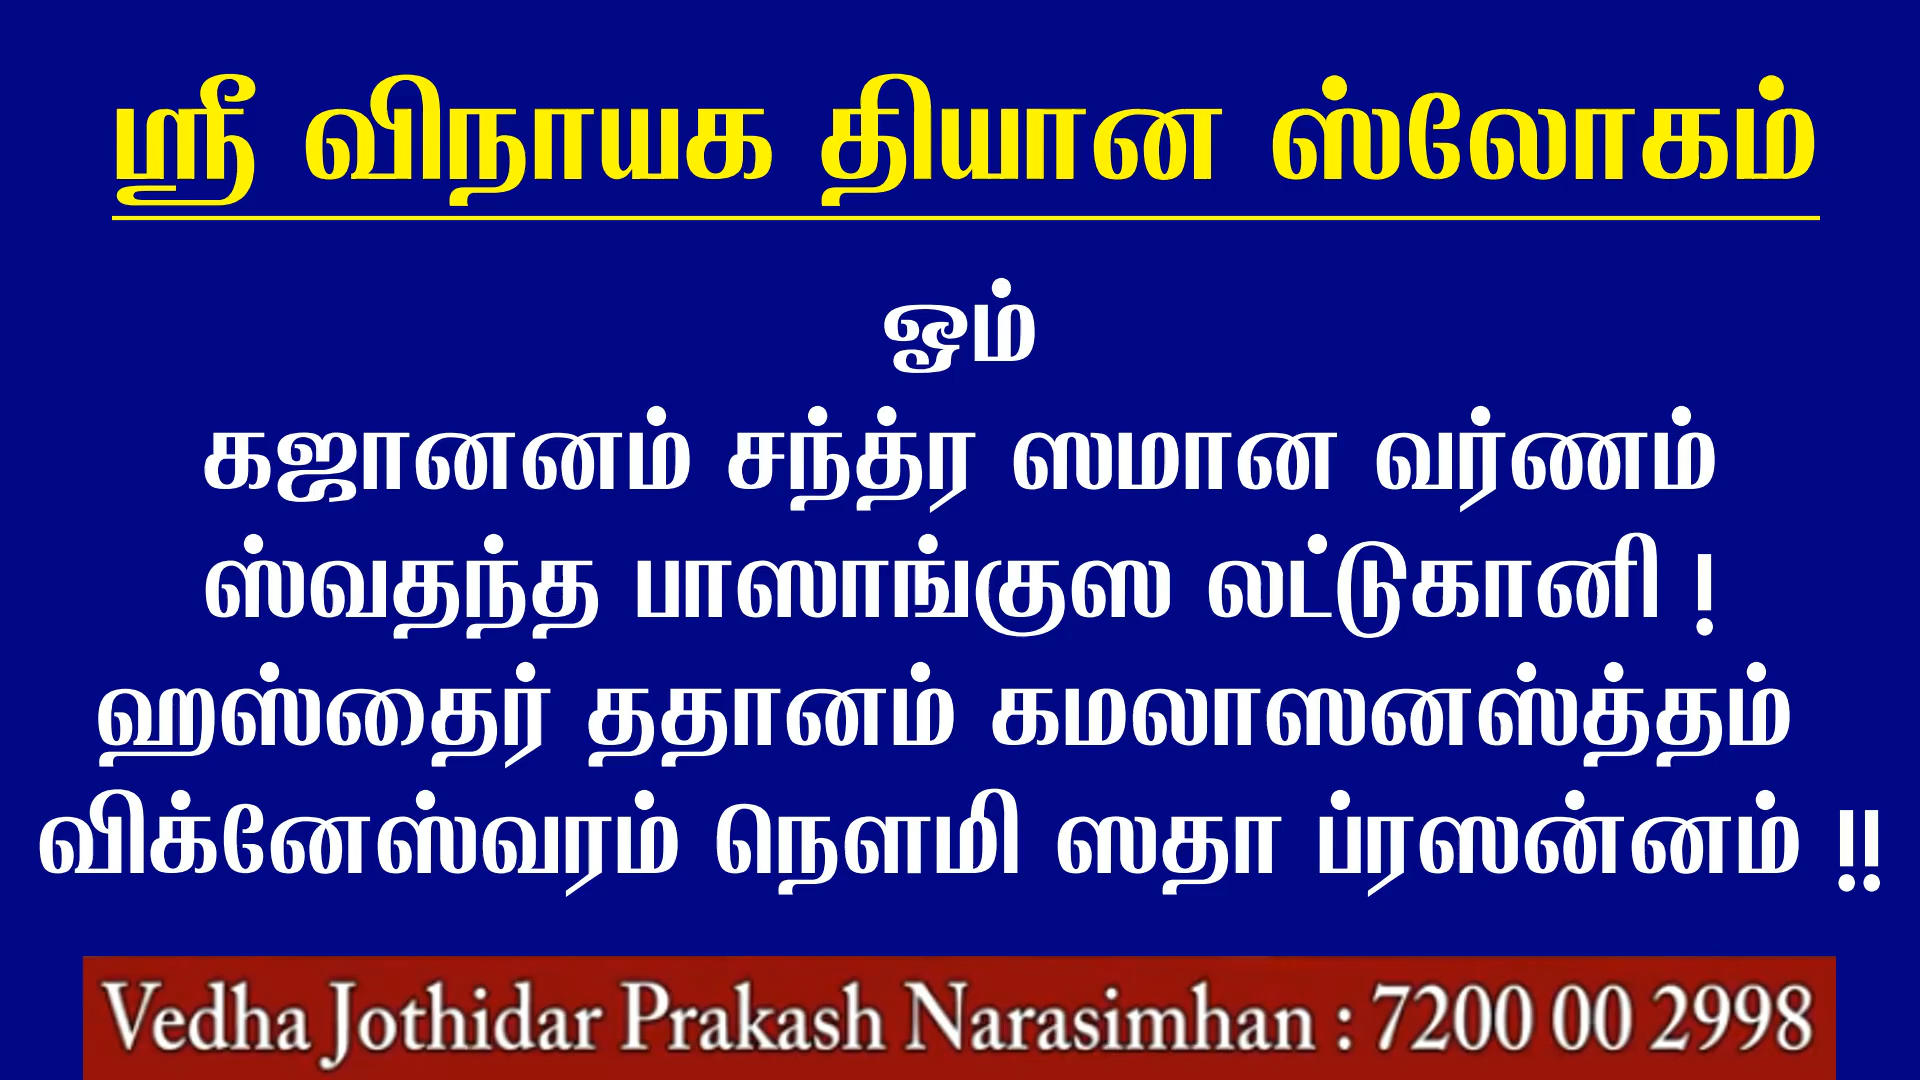 ஸ்ரீ விநாயக தியான ஸ்லோகம்
ஓம்
கஜானனம் சந்த்ர ஸமான வர்ணம்
ஸ்வதந்த பாஸாங்குஸ லட்டுகானி !
ஹஸ்தைர் ததானம் கமலாஸனஸ்த்தம்
விக்னேஸ்வரம் நௌமி ஸதா ப்ரஸன்னம் !!
Vedha Jothidar Prakash Narasimhan : 7200 00 2998